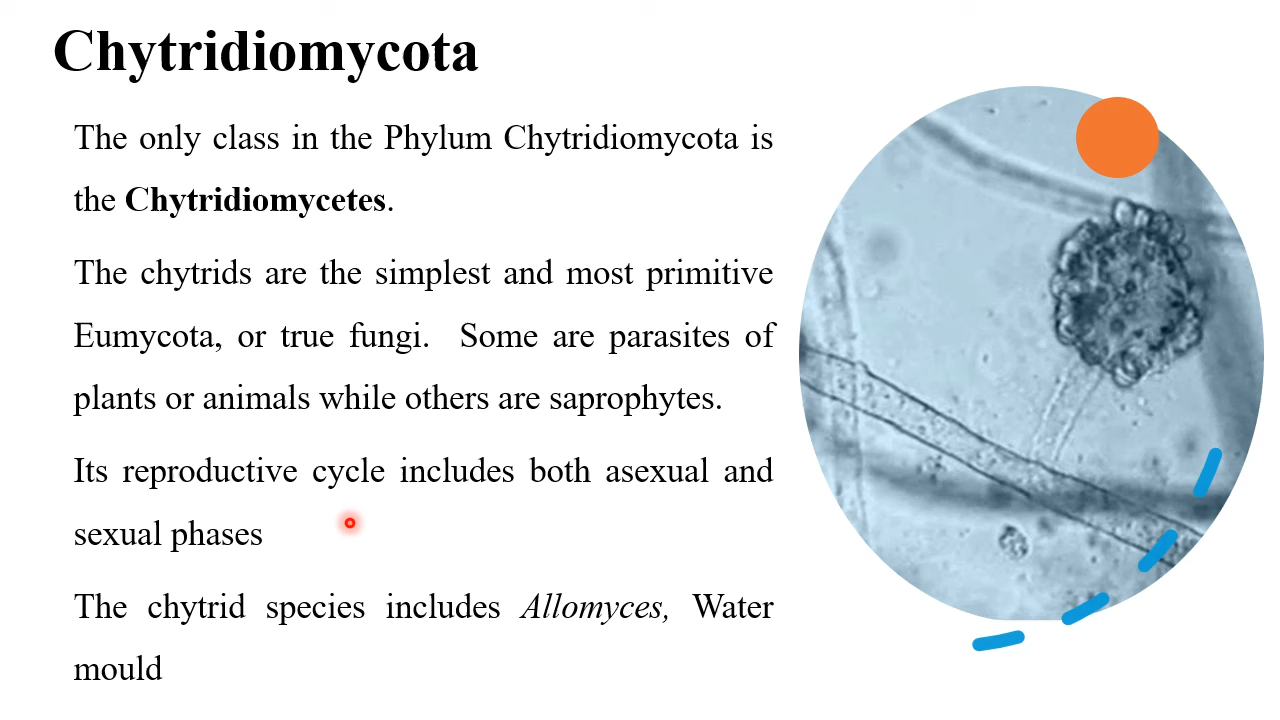 Chytridiomycota
The only class in the Phylum Chytridiomycota is
the Chytridiomycetes.
The chytrids are the simplest and most primitive
Eumycota, or true fungi. Some are parasites of
plants or animals while others are saprophytes.
Its reproductive cycle includes both asexual and
sexual phases
The chytrid species includes Allomyces, Water
mould